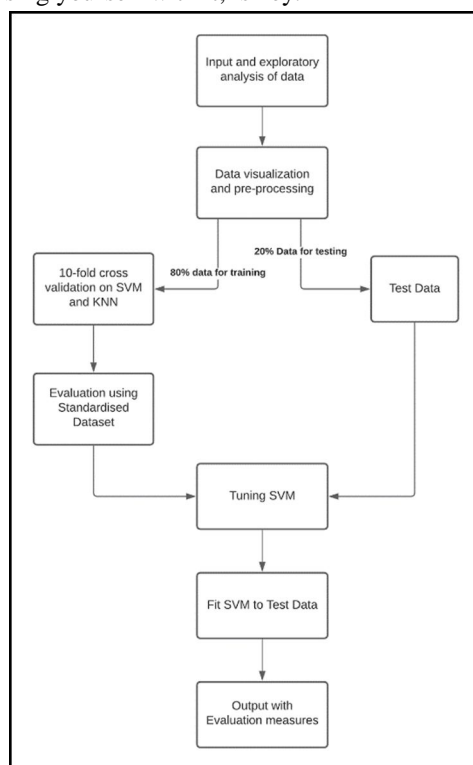 Input and exploratory
analysis of data
Data visualization
and pre-processing
80% data for training
20% Data for testing
10-fold cross
validation on SVM
and KNN
Test Data
Evaluation using
Standardised
Dataset
Tuning SVM
Fit SVM to Test Data
Output with
Evaluation measures